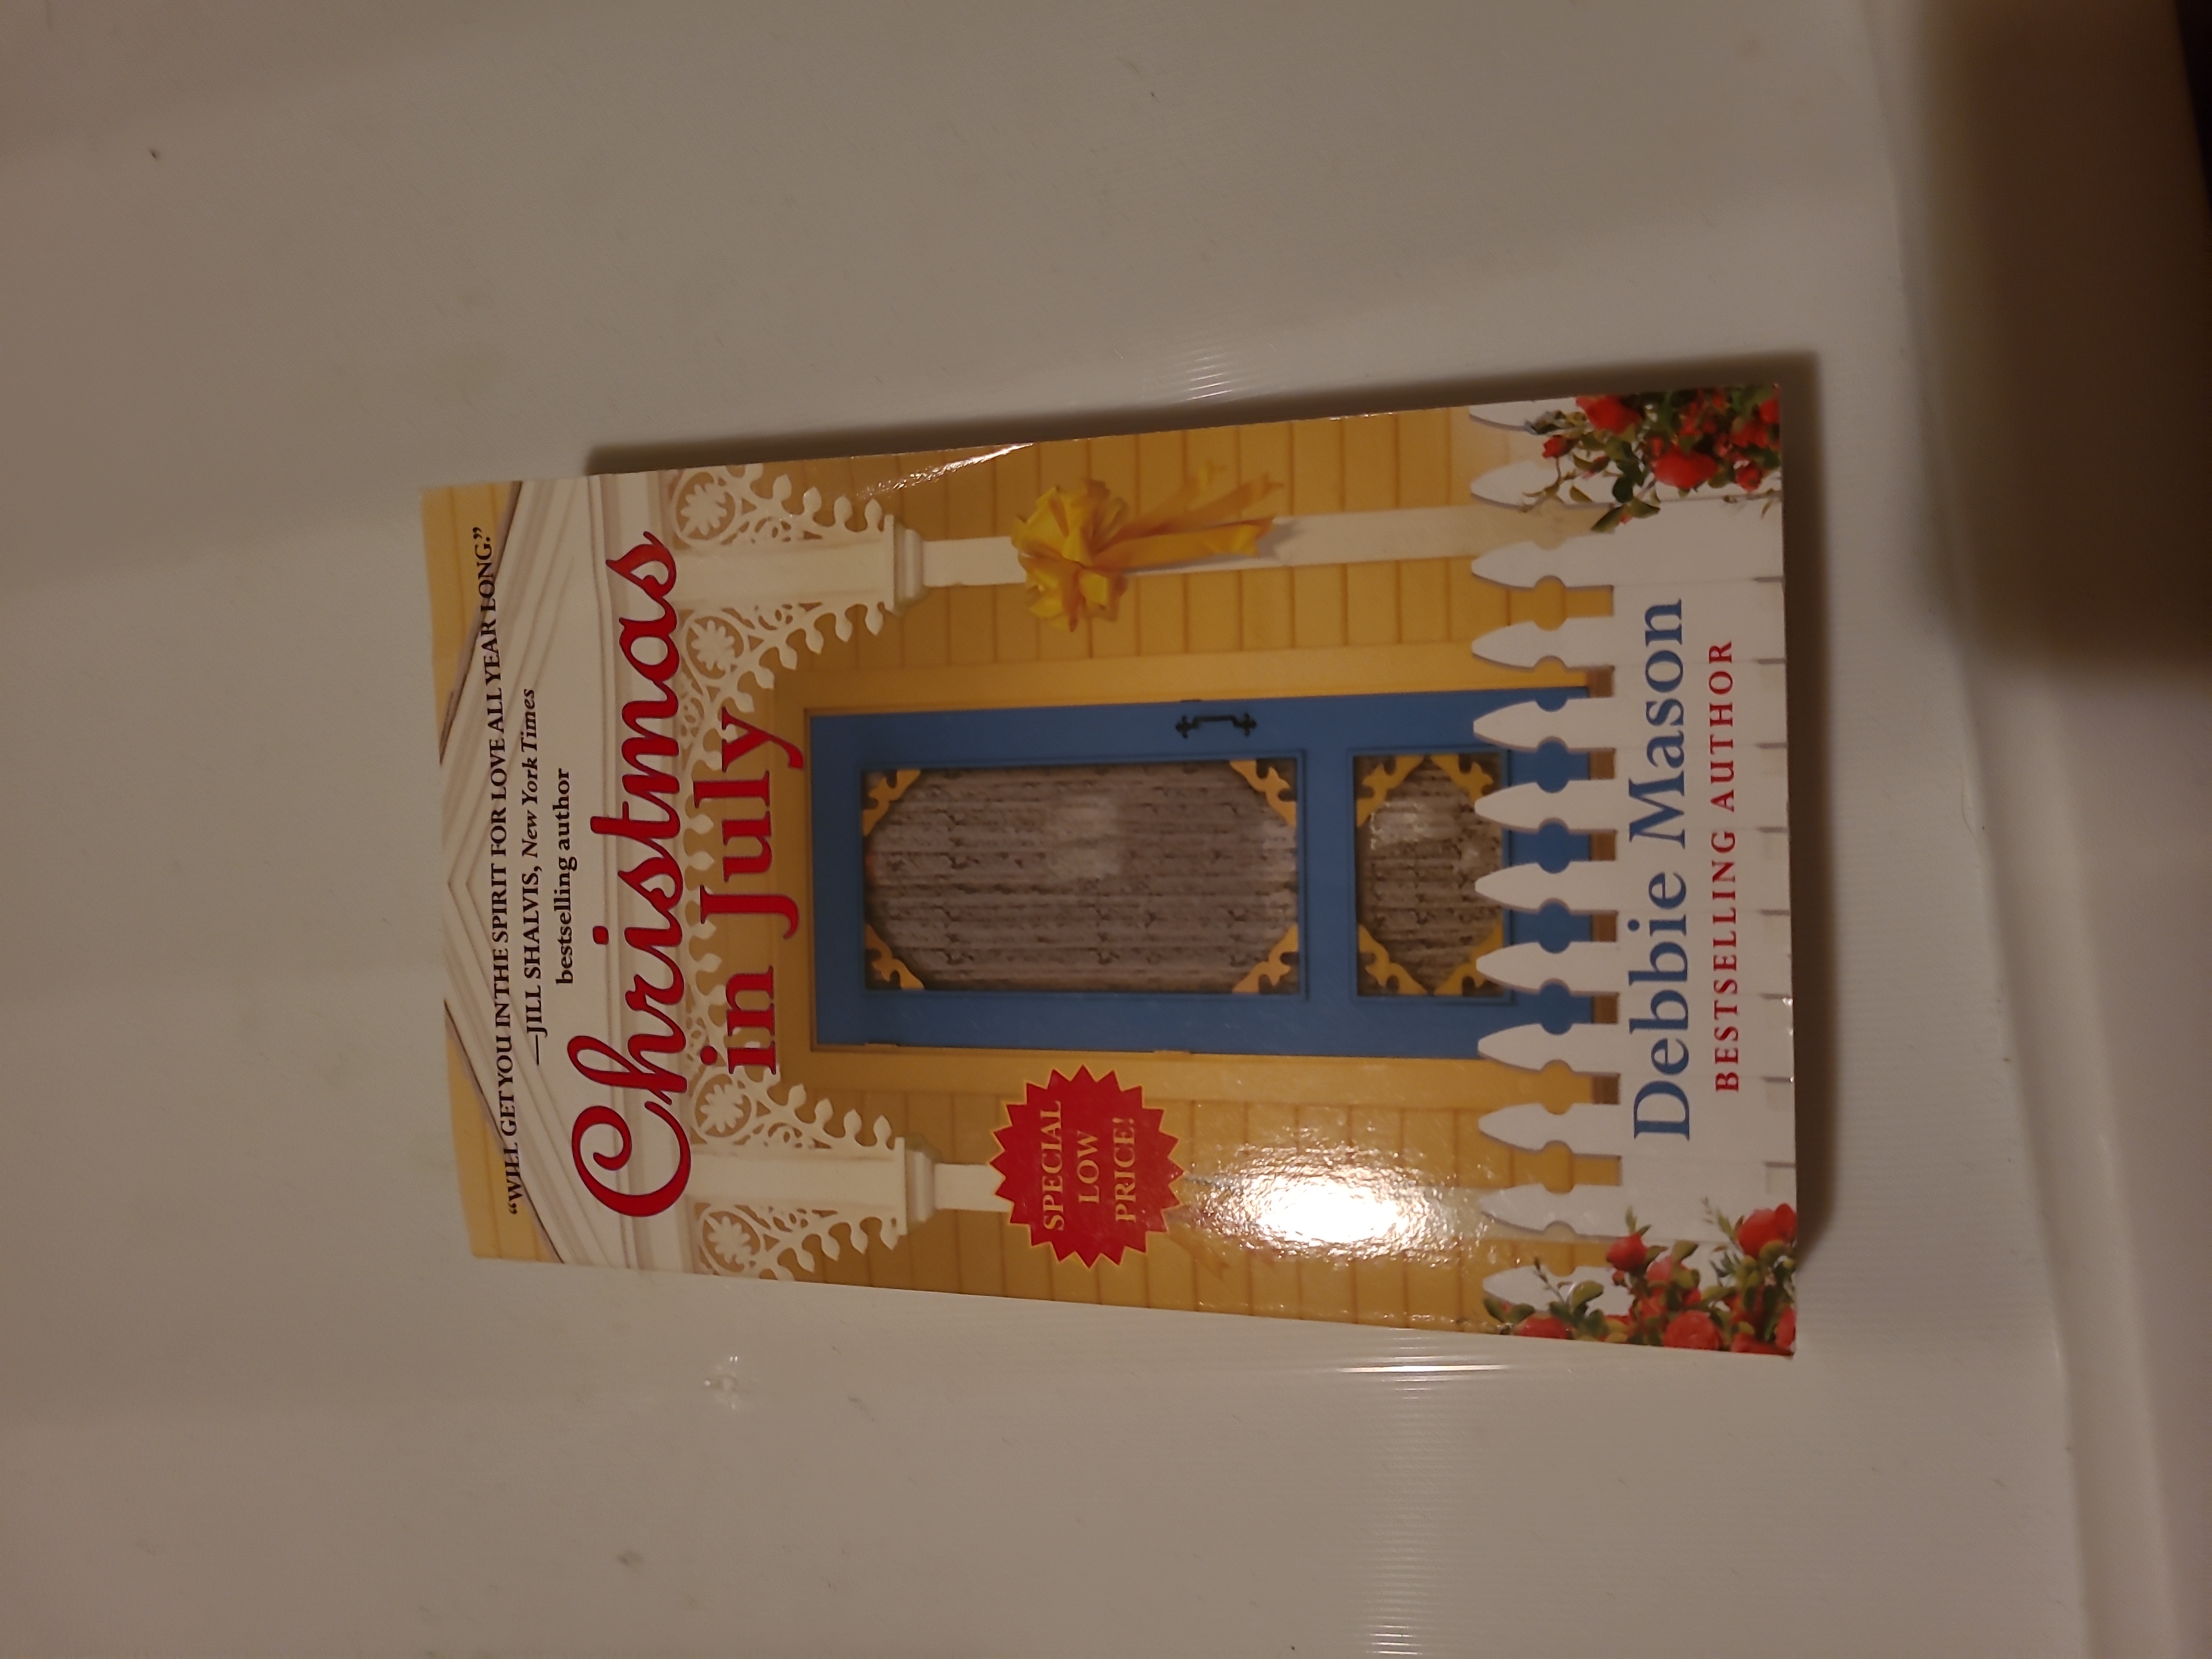 “WILL GET YOU IN THE SPIRIT FOR LOVE ALL YEAR LONG.”
—JILL SHALVIS, New York Times
bestselling author
Christmas
in July
SPECIAL
LOW
PRICE!
Debbie Mason
BESTSELLING AUTHOR